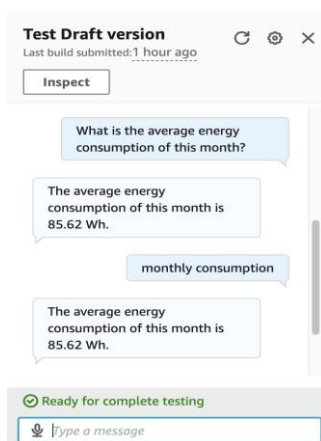 Test Draft version
Last build submitted:1 hour ago
Inspect
What is the average energy
consumption of this month?
The average energy
consumption of this month is
85.62 Wh.
monthly consumption
The average energy
consumption of this month is
85.62 Wh.
Ready for complete testing
Type a message